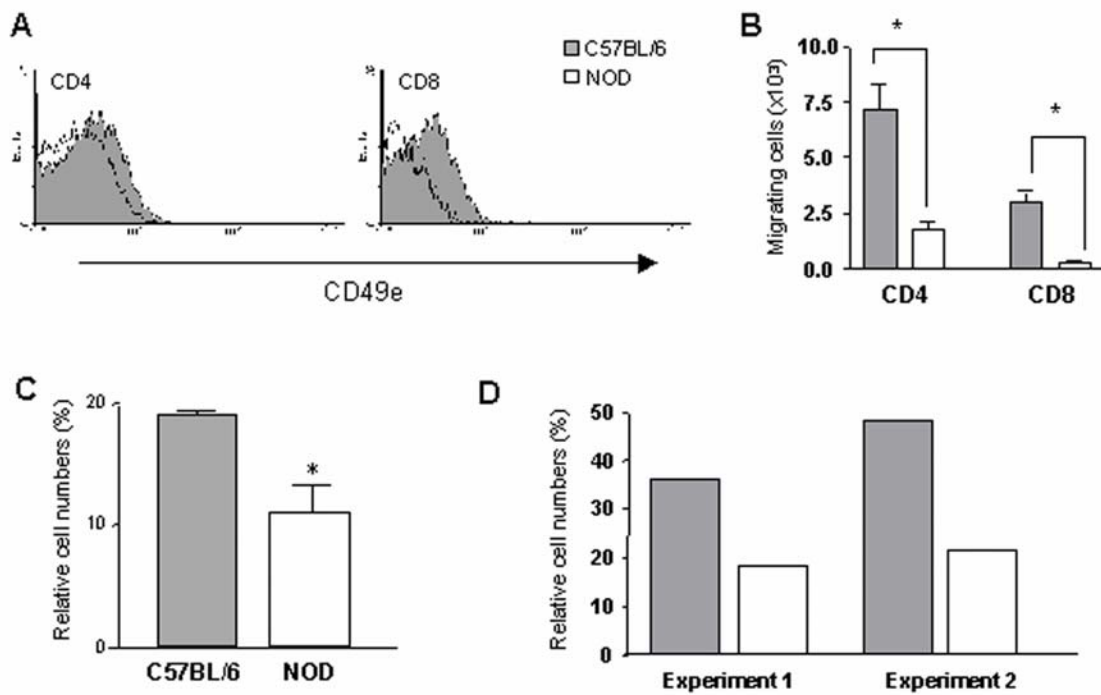 A
CD4
CD8
C57BL/6
NOD
CD49e
B
*
*
Migrating cells (x10³)
10.0
7.5
5.0
2.5
0.0
CD4
CD8
C
Relative cell numbers (%)
20
10
0
*
C57BL/6
NOD
D
Relative cell numbers (%)
50
40
30
20
10
00
Experiment 1
Experiment 2